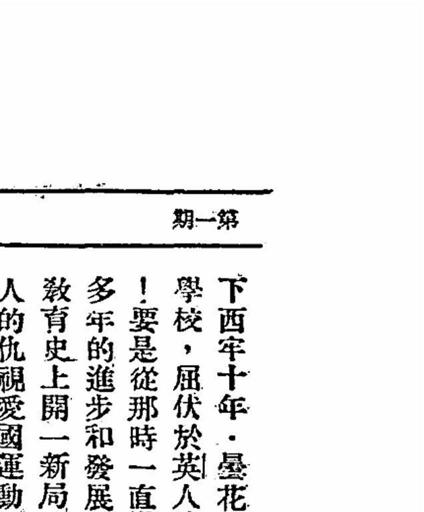 第一期
下西牢十年·曇花
學校，屈伏於英人
！要是從那時一直
多年的進步和發展
敎育史上開一新局
人的仇視愛國運動